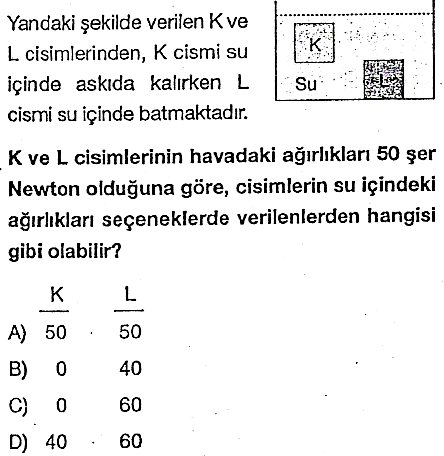 Yandaki şekilde verilen K ve
L cisimlerinden, K cismi su
içinde askıda kalırken L
cismi su içinde batmaktadır.
K
Su
L
K ve L cisimlerinin havadaki ağırlıkları 50 şer
Newton olduğuna göre, cisimlerin su içindeki
ağırlıkları seçeneklerde verilenlerden hangisi
gibi olabilir?
K L
A) 50 50
B) 0 40
C) 0 60
D) 40 60